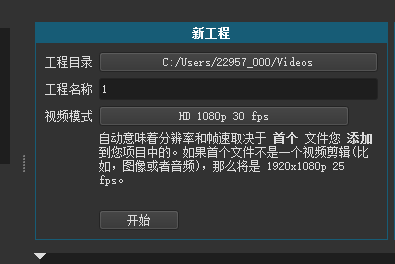 新工程
工程目录 C:/Users/22957_000/Videos
工程名称 1
视频模式 HD 1080p 30 fps
自动意味着分辨率和帧速取决于 首个 文件您 添加
到您项目中的。如果首个文件不是一个视频剪辑(比
如，图像或者音频)，那么将是 1920x1080p 25
fps。
开始